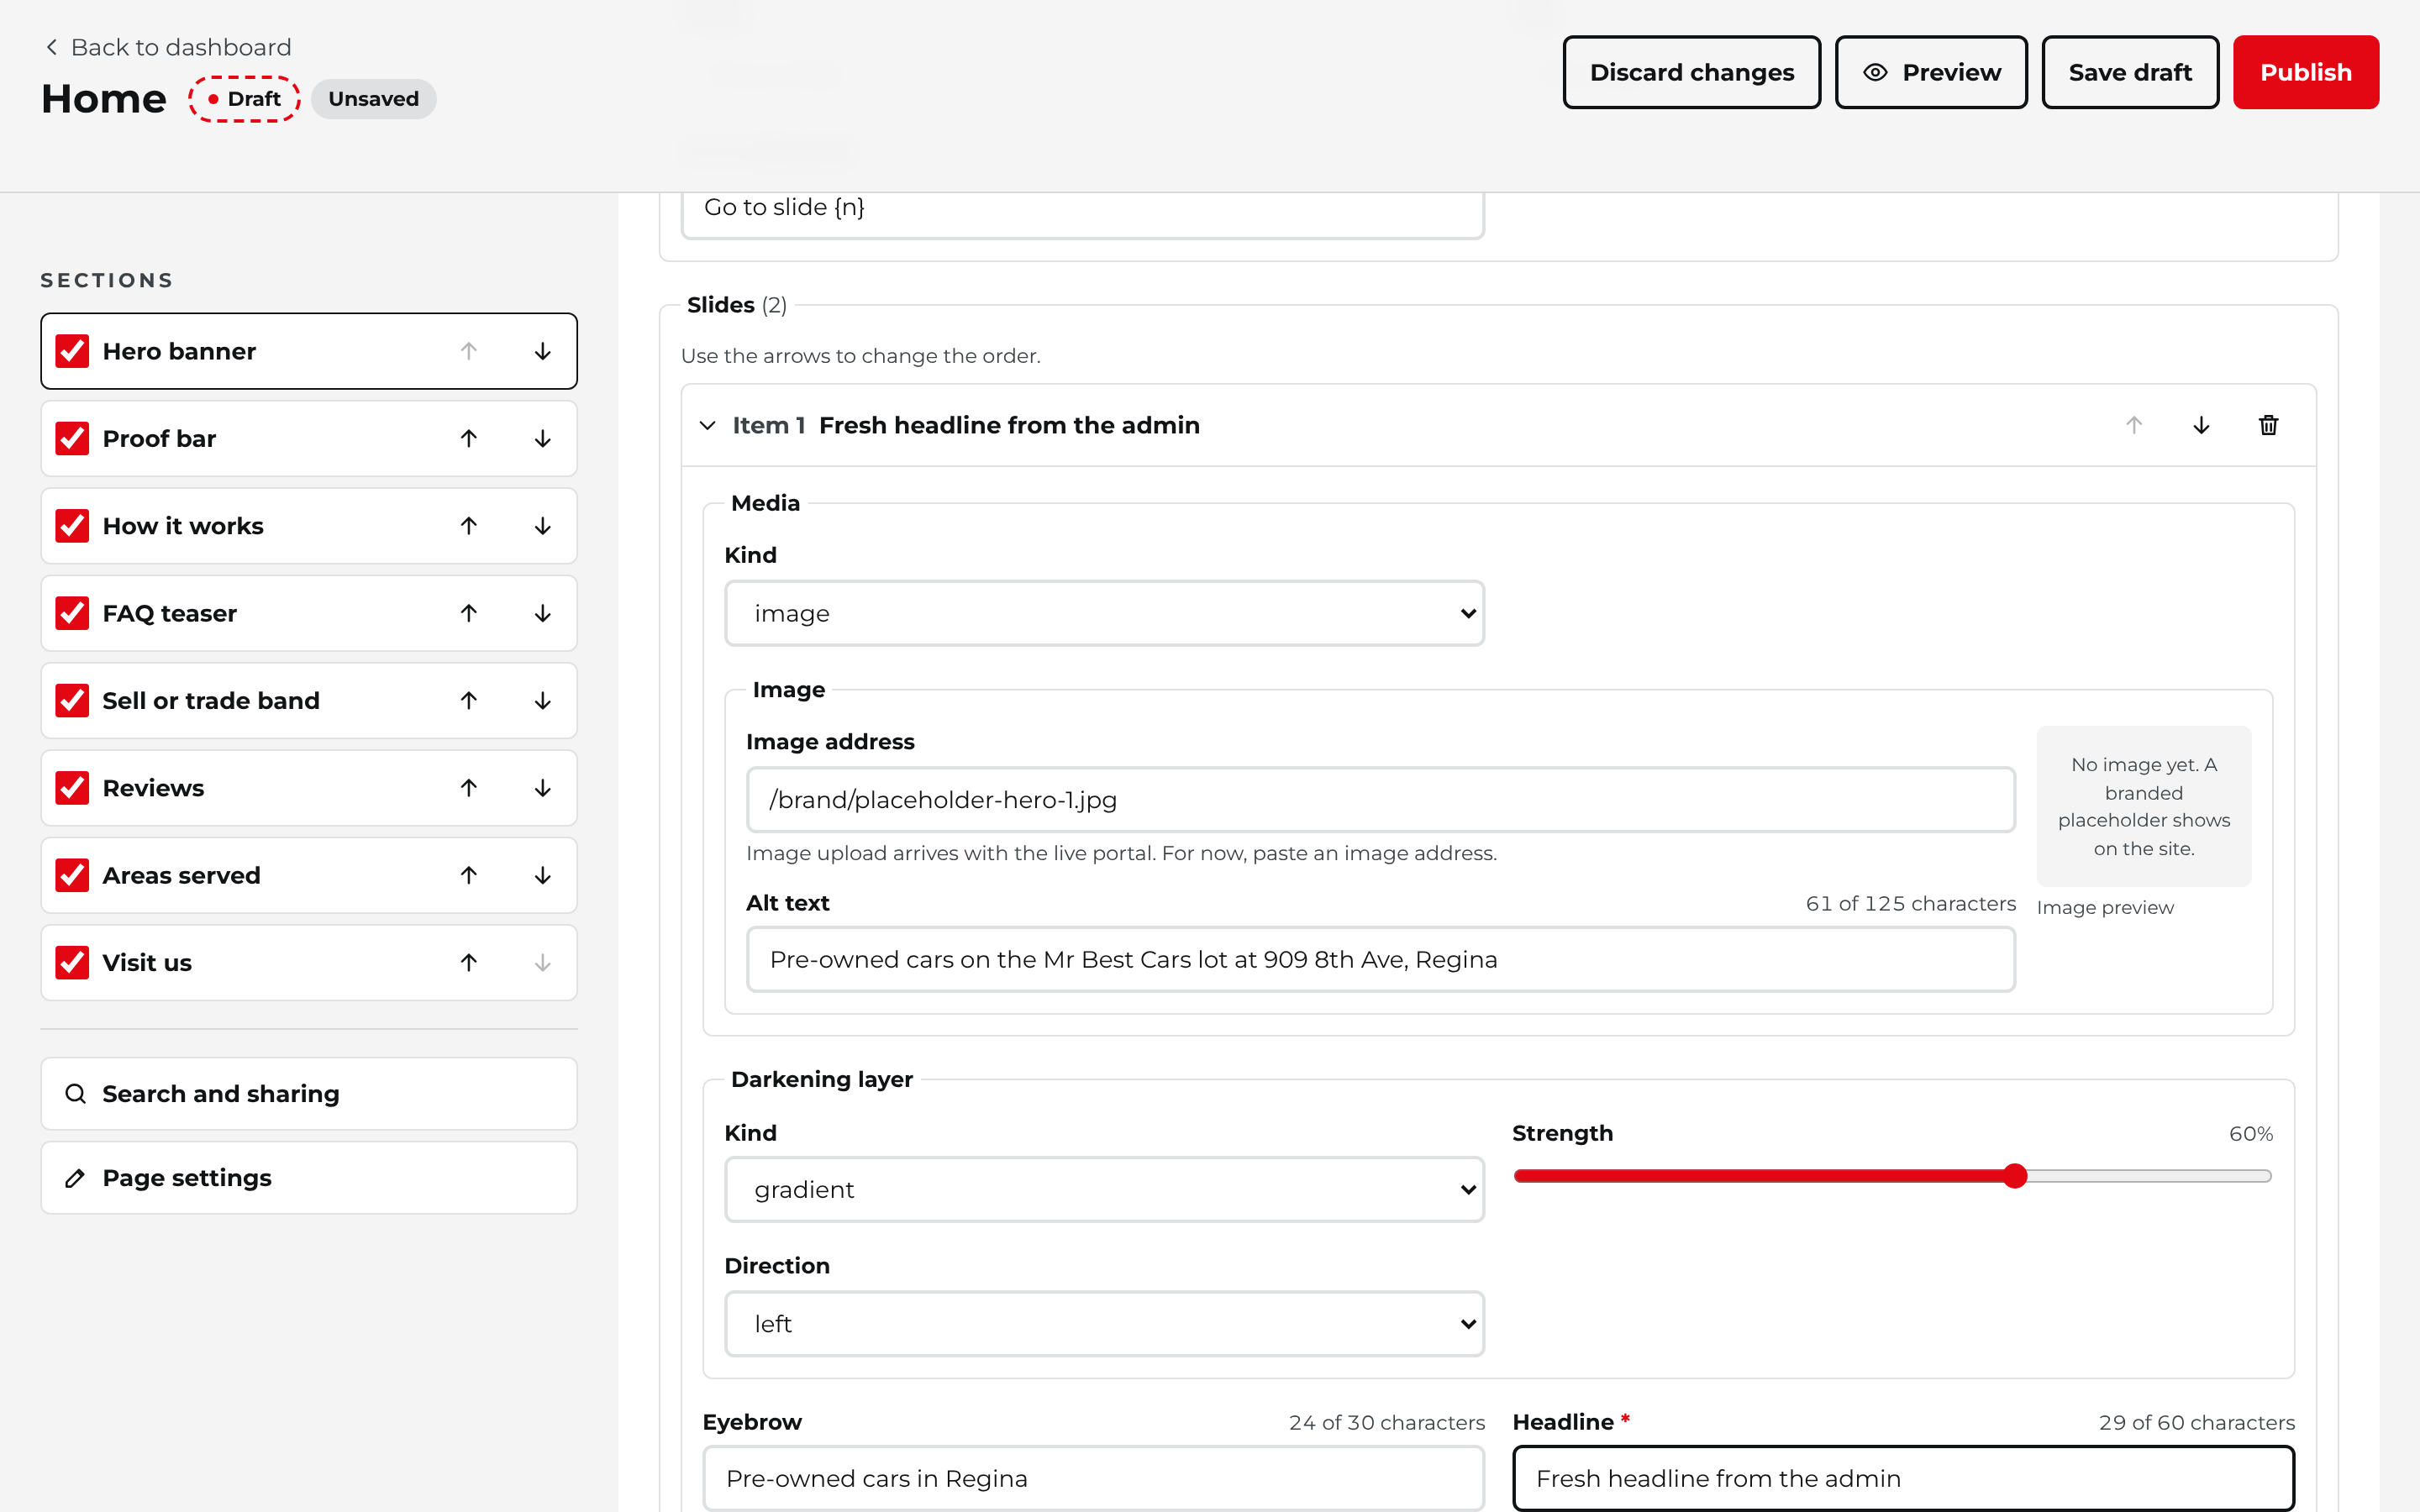 Back to dashboard
Home
Draft
Unsaved
Discard changes
Preview
Save draft
Publish
SECTIONS
Hero banner
Proof bar
How it works
FAQ teaser
Sell or trade band
Reviews
Areas served
Visit us
Search and sharing
Page settings
Go to slide {n}
Slides (2)
Use the arrows to change the order.
Item 1 Fresh headline from the admin
Media
Kind
image
Image
Image address
/brand/placeholder-hero-1.jpg
Image upload arrives with the live portal. For now, paste an image address.
No image yet. A
branded
placeholder shows
on the site.
Image preview
Alt text
61 of 125 characters
Pre-owned cars on the Mr Best Cars lot at 909 8th Ave, Regina
Darkening layer
Kind
gradient
Strength
60%
Direction
left
Eyebrow
24 of 30 characters
Pre-owned cars in Regina
Headline *
29 of 60 characters
Fresh headline from the admin